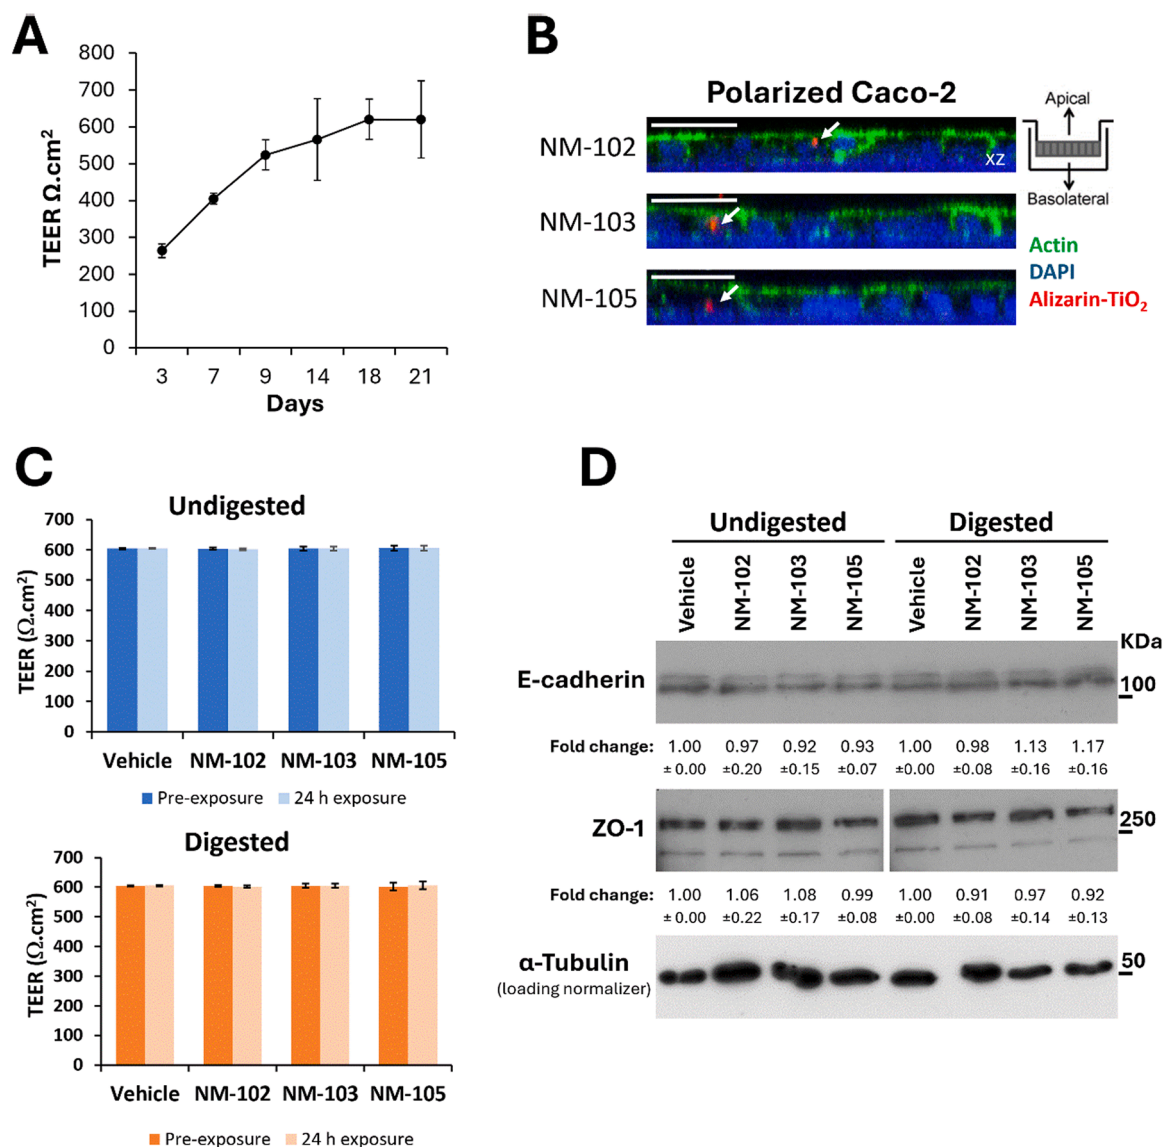 A
800
700
600
500
400
300
200
100
0
TEER Ω.cm²
3 7 9 14 18 21
Days
B
Polarized Caco-2
NM-102
xz
NM-103
NM-105
Apical
Basolateral
Actin
DAPI
Alizarin-TiO₂
C
Undigested
700
600
500
400
300
200
100
0
TEER (Ω.cm²)
Vehicle NM-102 NM-103 NM-105
Pre-exposure 24 h exposure
Digested
700
600
500
400
300
200
100
0
TEER (Ω.cm²)
Vehicle NM-102 NM-103 NM-105
Pre-exposure 24 h exposure
D
Undigested Digested
Vehicle NM-102 NM-103 NM-105 Vehicle NM-102 NM-103 NM-105
KDa
E-cadherin 100
Fold change: 1.00 0.97 0.92 0.93 1.00 0.98 1.13 1.17
± 0.00 ±0.20 ±0.15 ±0.07 ±0.00 ±0.08 ±0.16 ±0.16
ZO-1 250
Fold change: 1.00 1.06 1.08 0.99 1.00 0.91 0.97 0.92
± 0.00 ±0.22 ±0.17 ±0.08 ±0.00 ±0.08 ±0.14 ±0.13
α-Tubulin 50
(loading normalizer)